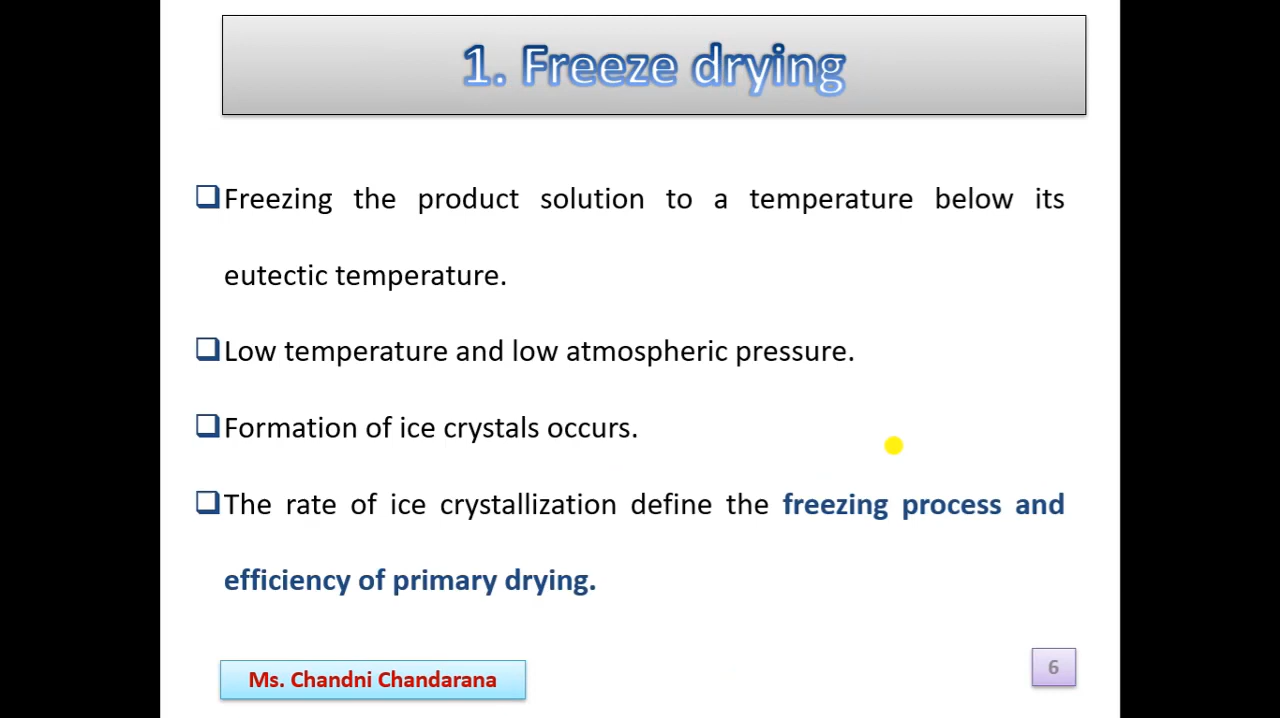 1. Freeze drying
Freezing the product solution to a temperature below its
eutectic temperature.
Low temperature and low atmospheric pressure.
Formation of ice crystals occurs.
The rate of ice crystallization define the freezing process and
efficiency of primary drying.
Ms. Chandni Chandarana
6